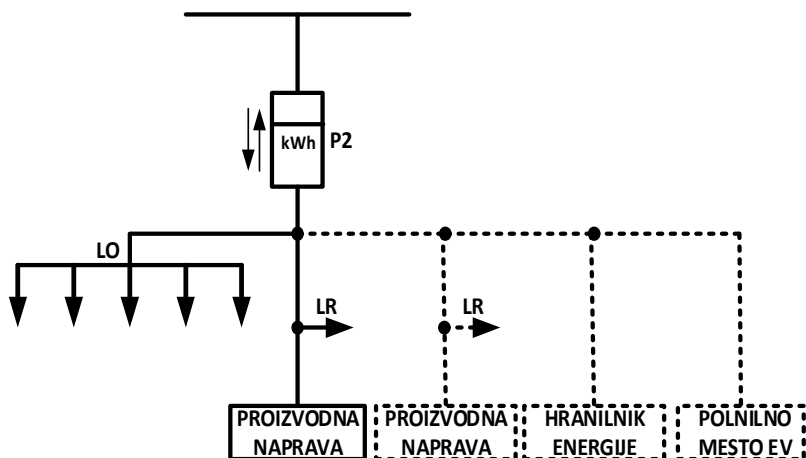 kWh P2
LO
LR
LR
PROIZVODNA
NAPRAVA
PROIZVODNA
NAPRAVA
HRANILNIK
ENERGIJE
POLNILNO
MESTO EV